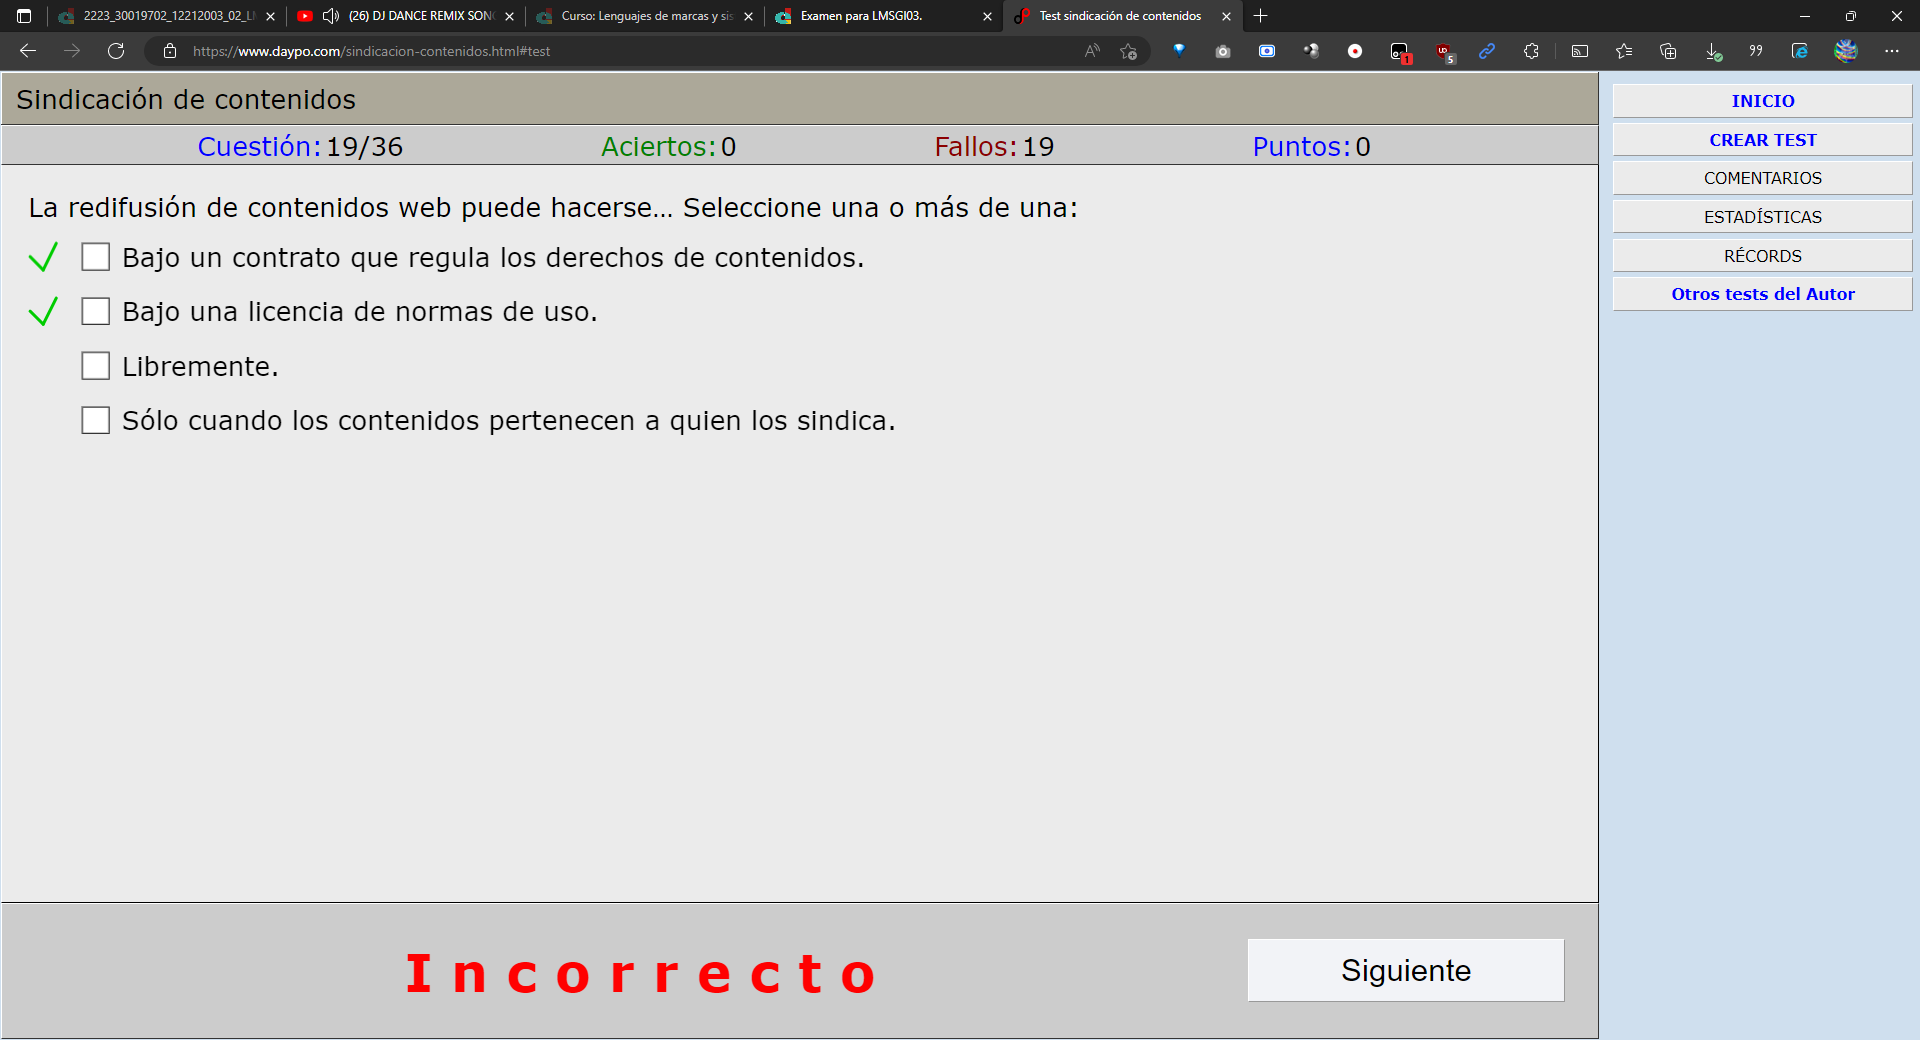 2223_30019702_12212003_02_L
(26) DJ DANCE REMIX SON
Curso: Lenguajes de marcas y sis
Examen para LMSGI03.
Test sindicación de contenidos
https://www.daypo.com/sindicacion-contenidos.html#test
1
5
Sindicación de contenidos
Cuestión: 19/36
Aciertos: 0
Fallos: 19
Puntos: 0
La redifusión de contenidos web puede hacerse... Seleccione una o más de una:
Bajo un contrato que regula los derechos de contenidos.
Bajo una licencia de normas de uso.
Libremente.
Sólo cuando los contenidos pertenecen a quien los sindica.
Incorrecto
Siguiente
INICIO
CREAR TEST
COMENTARIOS
ESTADÍSTICAS
RÉCORDS
Otros tests del Autor